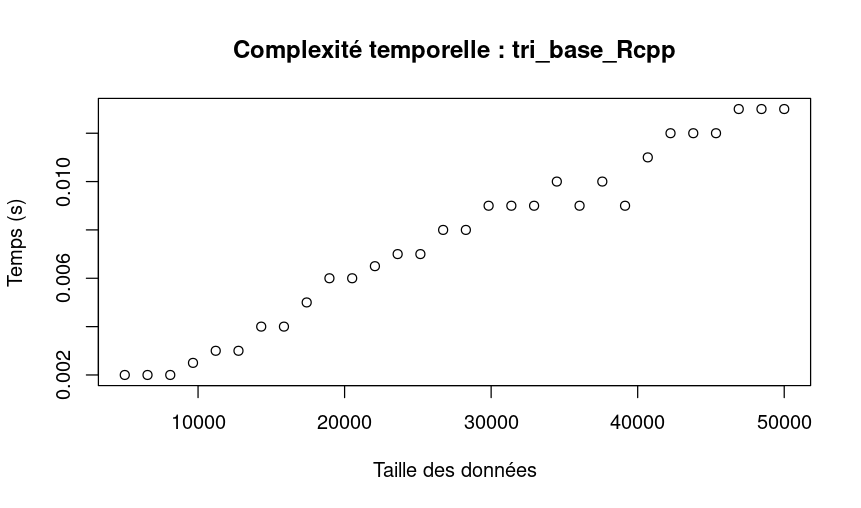 Complexité temporelle : tri_base_Rcpp
Temps (s)
0.010
0.006
0.002
10000 20000 30000 40000 50000
Taille des données